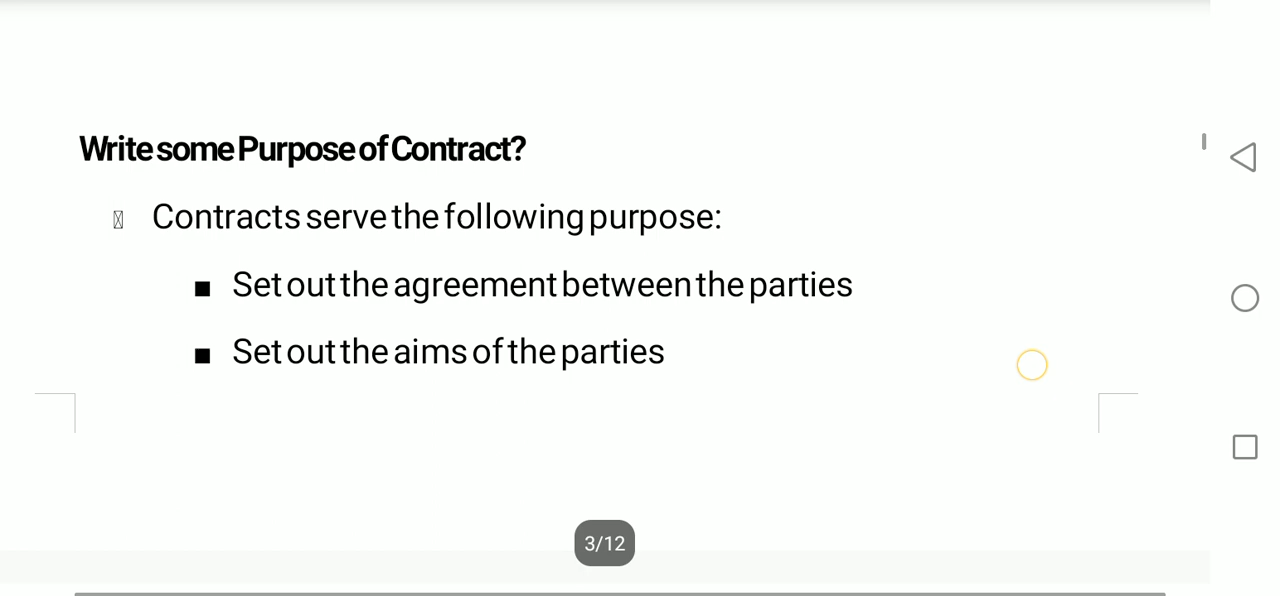 Write some Purpose of Contract?
Contracts serve the following purpose:
■ Set out the agreement between the parties
■ Set out the aims of the parties
3/12